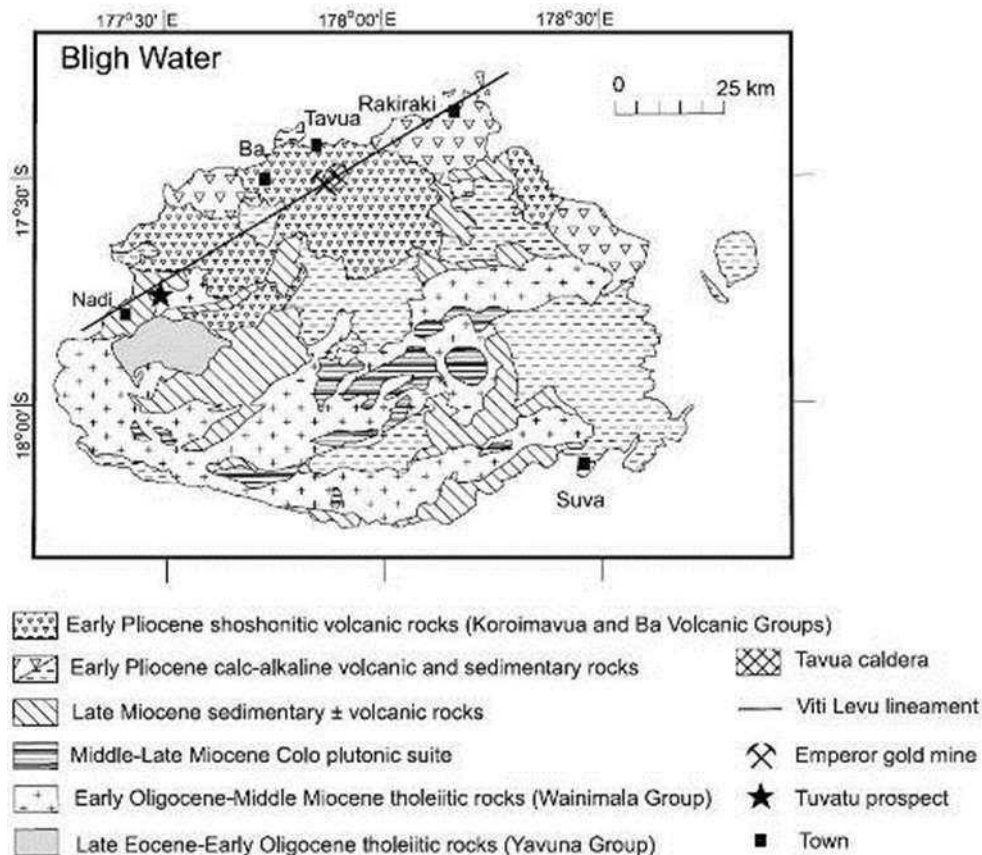 177°30' E 178°00' E 178°30' E
Bligh Water
0 25 km
Rakiraki
Tavua
Ba
17°30' S
Nadi
18°00' S
Suva
Early Pliocene shoshonitic volcanic rocks (Koroimavua and Ba Volcanic Groups)
Early Pliocene calc-alkaline volcanic and sedimentary rocks
Tavua caldera
Late Miocene sedimentary ± volcanic rocks
Viti Levu lineament
Middle-Late Miocene Colo plutonic suite
Emperor gold mine
Early Oligocene-Middle Miocene tholeiitic rocks (Wainimala Group)
Tuvatu prospect
Late Eocene-Early Oligocene tholeiitic rocks (Yavuna Group)
Town